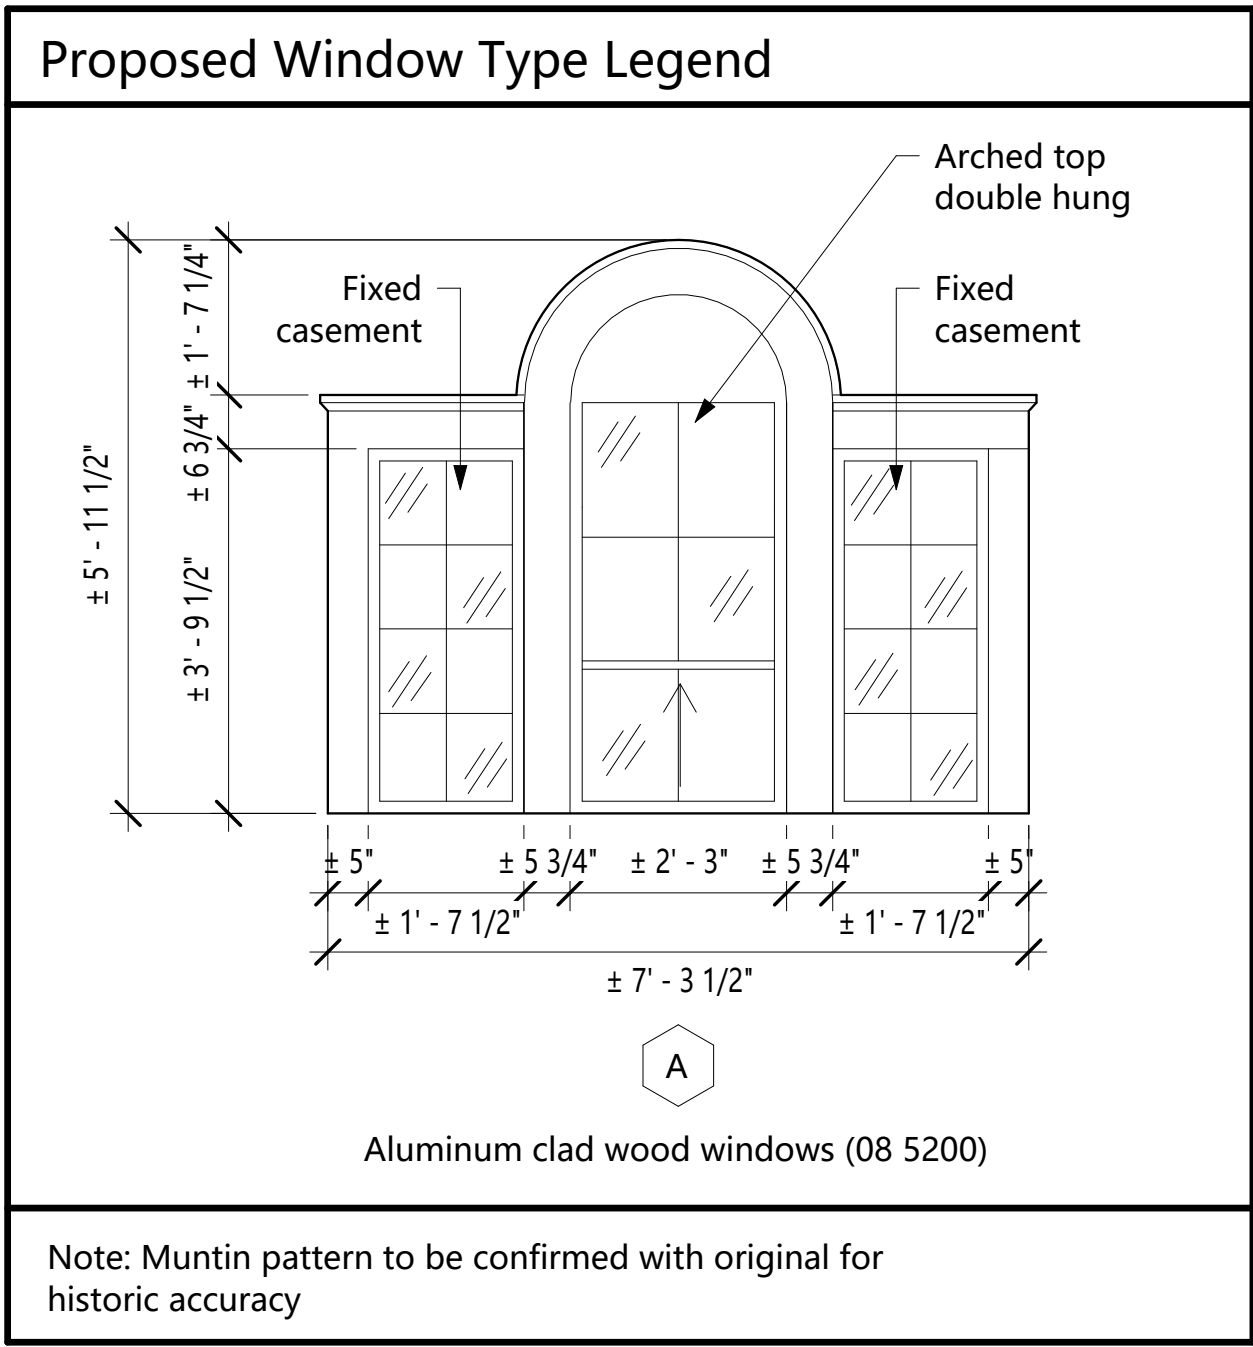 Proposed Window Type Legend
Arched top
double hung
Fixed
casement
Fixed
casement
± 5' - 11 1/2"
± 1' - 7 1/4"
± 6 3/4"
± 3' - 9 1/2"
± 5"
± 5 3/4"
± 2' - 3"
± 5 3/4"
± 5"
± 1' - 7 1/2"
± 1' - 7 1/2"
± 7' - 3 1/2"
A
Aluminum clad wood windows (08 5200)
Note: Muntin pattern to be confirmed with original for
historic accuracy